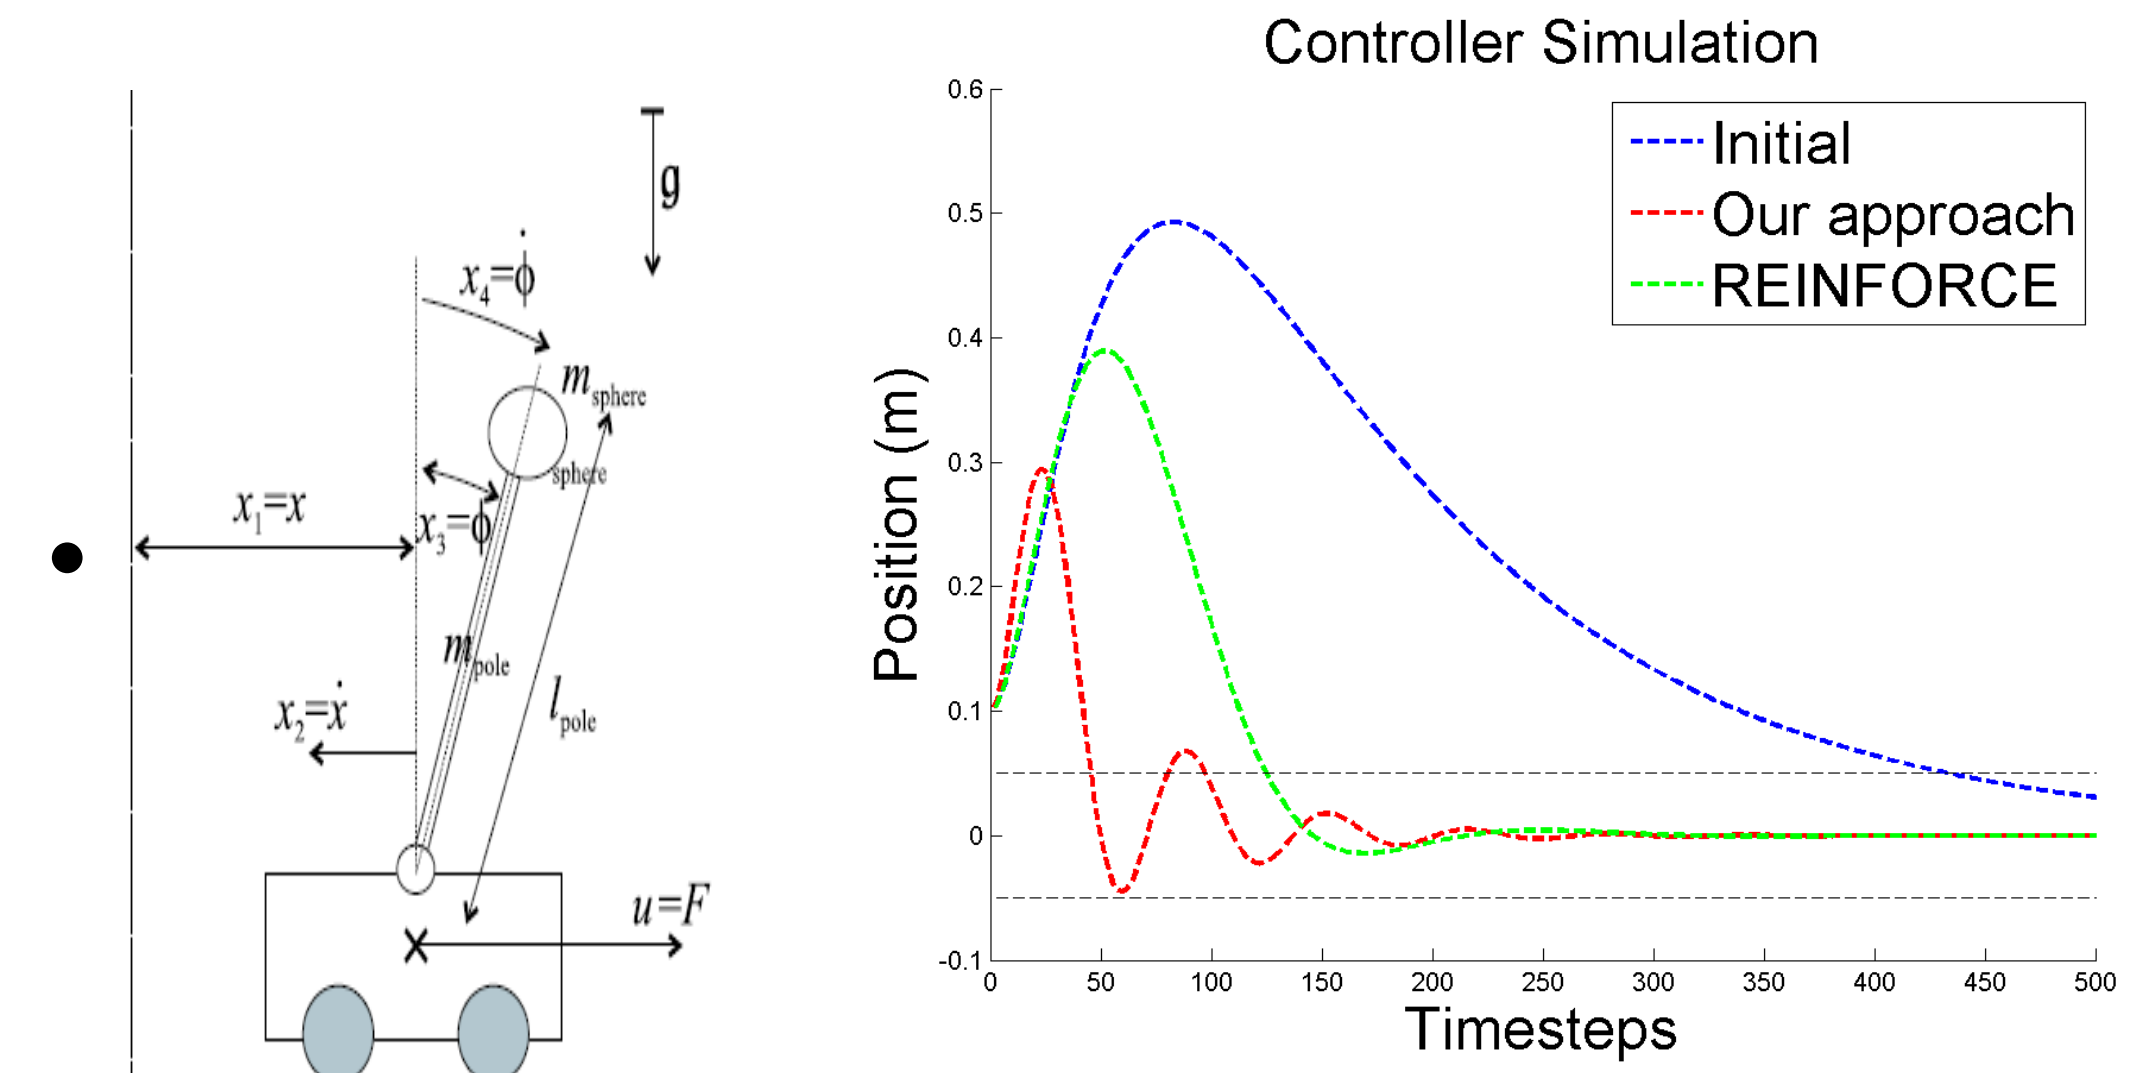 g
x₄=ϕ̇
m_sphere
sphere
x₁=x
x₃=ϕ
m_pole
l_pole
x₂=ẋ
u=F
Controller Simulation
Initial
Our approach
REINFORCE
Position (m)
0.6
0.5
0.4
0.3
0.2
0.1
0
-0.1
0 50 100 150 200 250 300 350 400 450 500
Timesteps